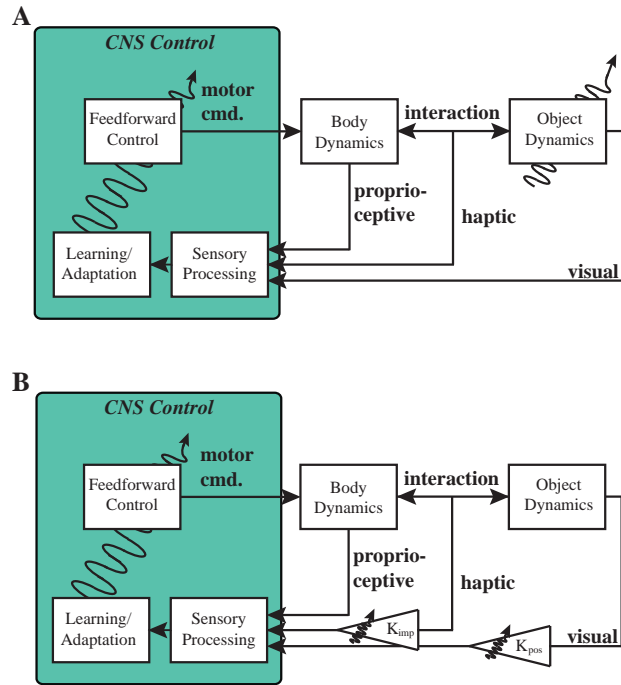 A
CNS Control
motor
cmd.
Feedforward
Control
Body
Dynamics
interaction
Object
Dynamics
proprio-
ceptive
haptic
Learning/
Adaptation
Sensory
Processing
visual
B
CNS Control
motor
cmd.
Feedforward
Control
Body
Dynamics
interaction
Object
Dynamics
proprio-
ceptive
haptic
Learning/
Adaptation
Sensory
Processing
Kimp
Kpos
visual